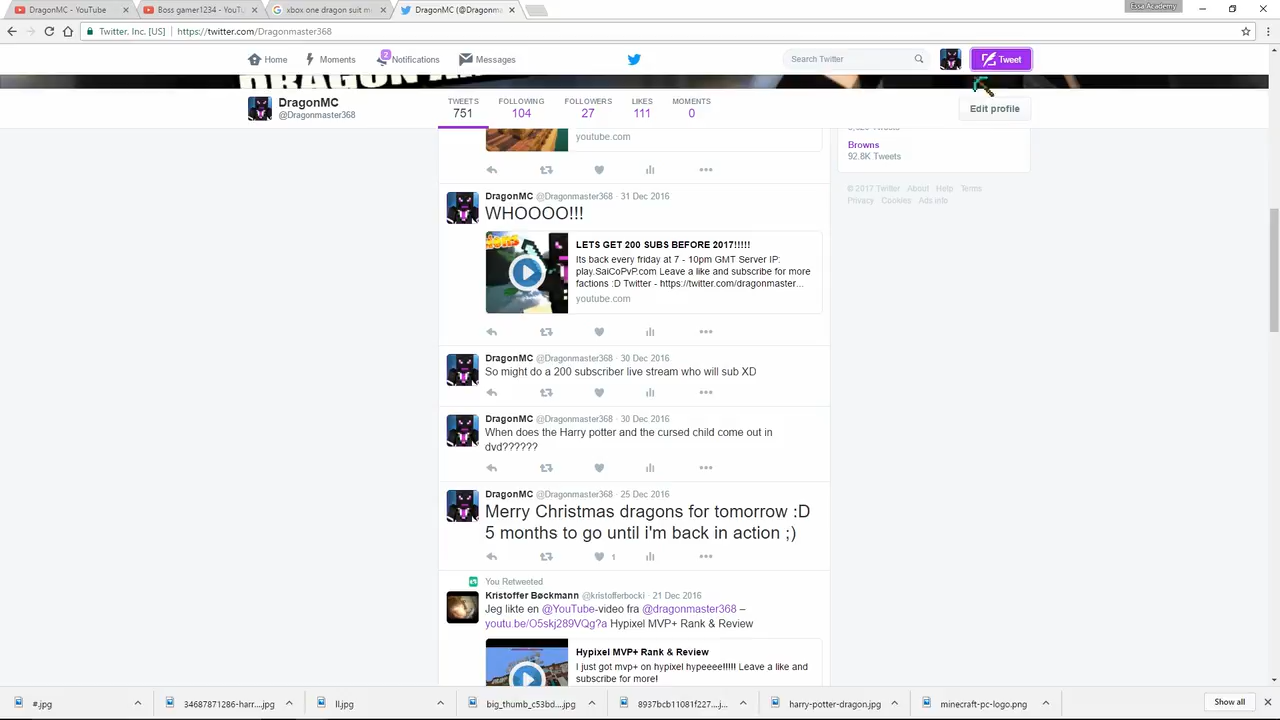 DragonMC - YouTube
Boss gamer1234 - YouTu
xbox one dragon suit m
DragonMC (@Dragonma
Essa Academy
Twitter, Inc. [US] | https://twitter.com/Dragonmaster368
Home
Moments
2
Notifications
Messages
Search Twitter
Tweet
DragonMC
@Dragonmaster368
TWEETS
751
FOLLOWING
104
FOLLOWERS
27
LIKES
111
MOMENTS
0
Edit profile
youtube.com
Browns
92.8K Tweets
© 2017 Twitter About Help Terms
Privacy Cookies Ads info
DragonMC @Dragonmaster368 · 31 Dec 2016
WHOOOO!!!
LETS GET 200 SUBS BEFORE 2017!!!!!
Its back every friday at 7 - 10pm GMT Server IP:
play.SaiCoPvP.com Leave a like and subscribe for more
factions :D Twitter - https://twitter.com/dragonmaster...
youtube.com
DragonMC @Dragonmaster368 · 30 Dec 2016
So might do a 200 subscriber live stream who will sub XD
DragonMC @Dragonmaster368 · 30 Dec 2016
When does the Harry potter and the cursed child come out in
dvd??????
DragonMC @Dragonmaster368 · 25 Dec 2016
Merry Christmas dragons for tomorrow :D
5 months to go until i'm back in action ;)
1
You Retweeted
Kristoffer Bøckmann @kristofferbocki · 21 Dec 2016
Jeg likte en @YouTube-video fra @dragonmaster368 –
youtu.be/O5skj289VQg?a Hypixel MVP+ Rank & Review
Hypixel MVP+ Rank & Review
I just got mvp+ on hypixel hypeeee!!!!! Leave a like and
subscribe for more!
#.jpg
34687871286-harr....jpg
ll.jpg
big_thumb_c53bd....jpg
8937bcb11081f227...j...
harry-potter-dragon.jpg
minecraft-pc-logo.png
Show all